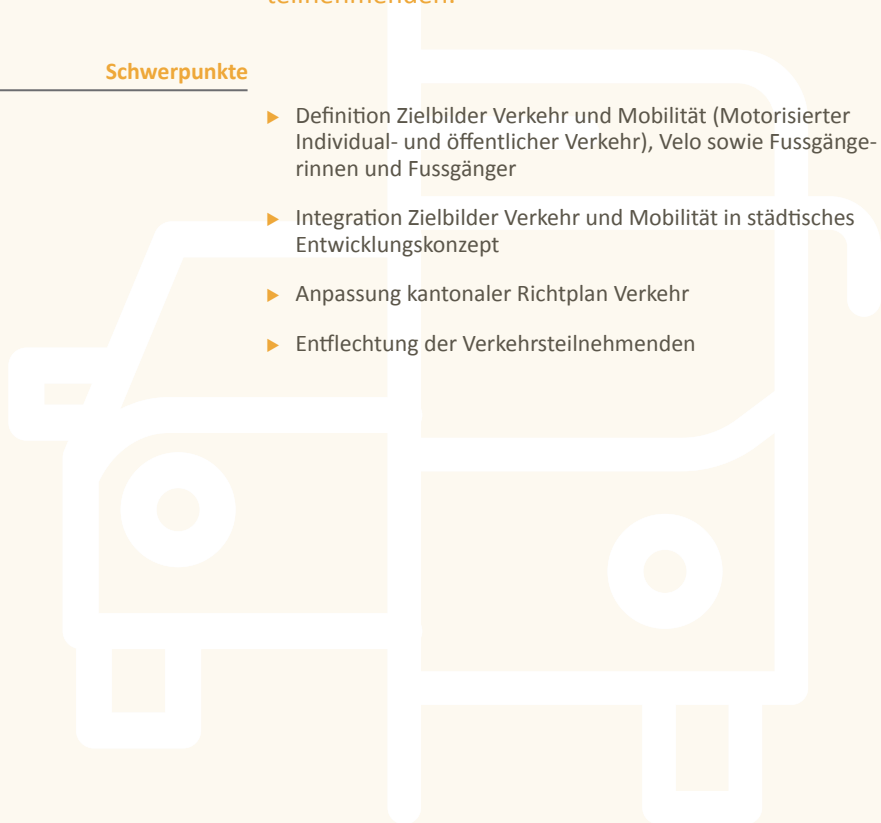 teilnehmenden.
Schwerpunkte
▶ Definition Zielbilder Verkehr und Mobilität (Motorisierter
Individual- und öffentlicher Verkehr), Velo sowie Fussgänge-
rinnen und Fussgänger
▶ Integration Zielbilder Verkehr und Mobilität in städtisches
Entwicklungskonzept
▶ Anpassung kantonaler Richtplan Verkehr
▶ Entflechtung der Verkehrsteilnehmenden